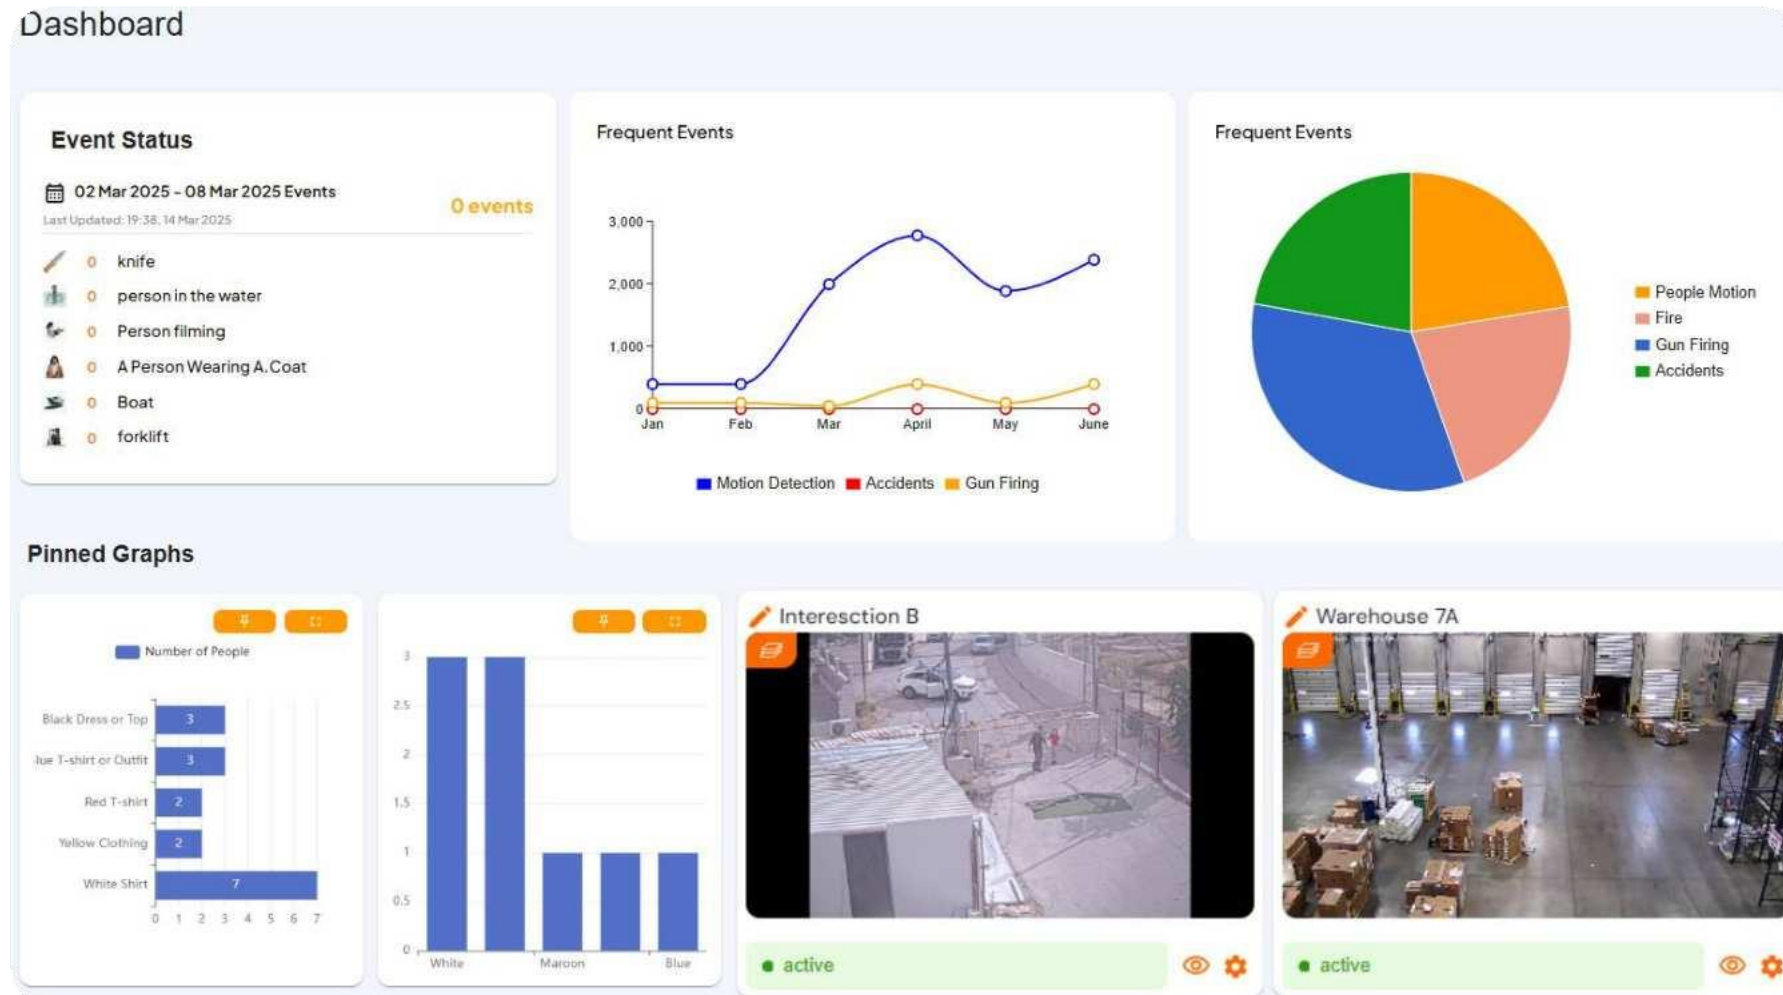 Dashboard
Event Status
02 Mar 2025 - 08 Mar 2025 Events
Last Updated: 19:38, 14 Mar 2025
0 events
0 knife
0 person in the water
0 Person filming
0 A Person Wearing A.Coat
0 Boat
0 forklift
Frequent Events
3,000
2,000
1,000
0
Jan Feb Mar April May June
Motion Detection Accidents Gun Firing
Frequent Events
People Motion
Fire
Gun Firing
Accidents
Pinned Graphs
Number of People
Black Dress or Top 3
lue T-shirt or Outfit 3
Red T-shirt 2
Yellow Clothing 2
White Shirt 7
0 1 2 3 4 5 6 7
3
2.5
2
1.5
1
0.5
0
White Maroon Blue
Interesction B
active
Warehouse 7A
active